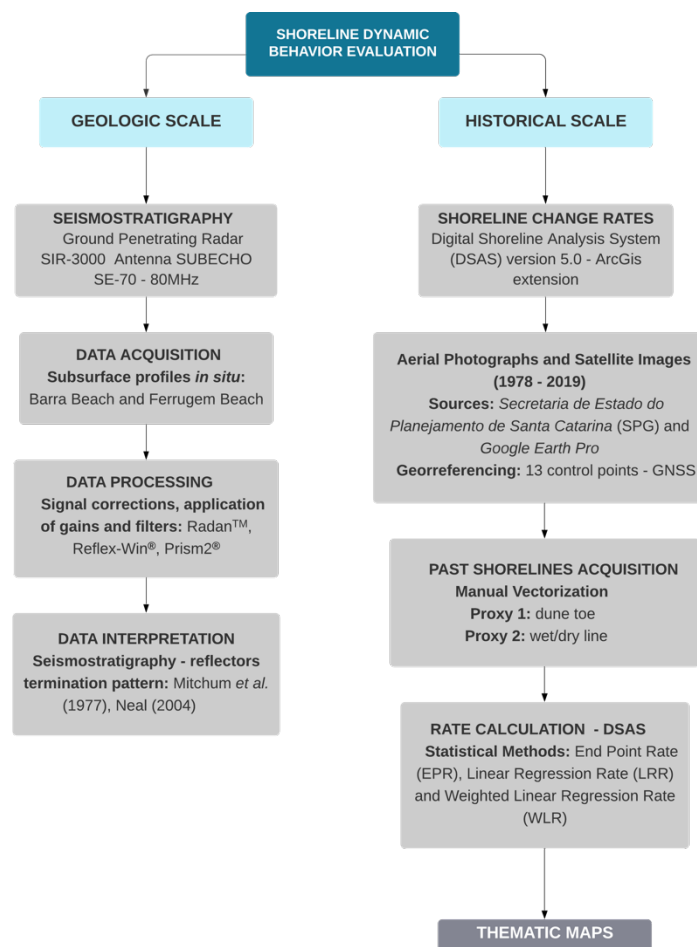 SHORELINE DYNAMIC
BEHAVIOR EVALUATION
GEOLOGIC SCALE
SEISMOSTRATIGRAPHY
Ground Penetrating Radar
SIR-3000 Antenna SUBECHO
SE-70 - 80MHz
DATA ACQUISITION
Subsurface profiles in situ:
Barra Beach and Ferrugem Beach
DATA PROCESSING
Signal corrections, application
of gains and filters: Radan™,
Reflex-Win®, Prism2®
DATA INTERPRETATION
Seismostratigraphy - reflectors
termination pattern: Mitchum et al.
(1977), Neal (2004)
HISTORICAL SCALE
SHORELINE CHANGE RATES
Digital Shoreline Analysis System
(DSAS) version 5.0 - ArcGis
extension
Aerial Photographs and Satellite Images
(1978 - 2019)
Sources: Secretaria de Estado do
Planejamento de Santa Catarina (SPG) and
Google Earth Pro
Georreferencing: 13 control points - GNSS
PAST SHORELINES ACQUISITION
Manual Vectorization
Proxy 1: dune toe
Proxy 2: wet/dry line
RATE CALCULATION - DSAS
Statistical Methods: End Point Rate
(EPR), Linear Regression Rate (LRR)
and Weighted Linear Regression Rate
(WLR)
THEMATIC MAPS